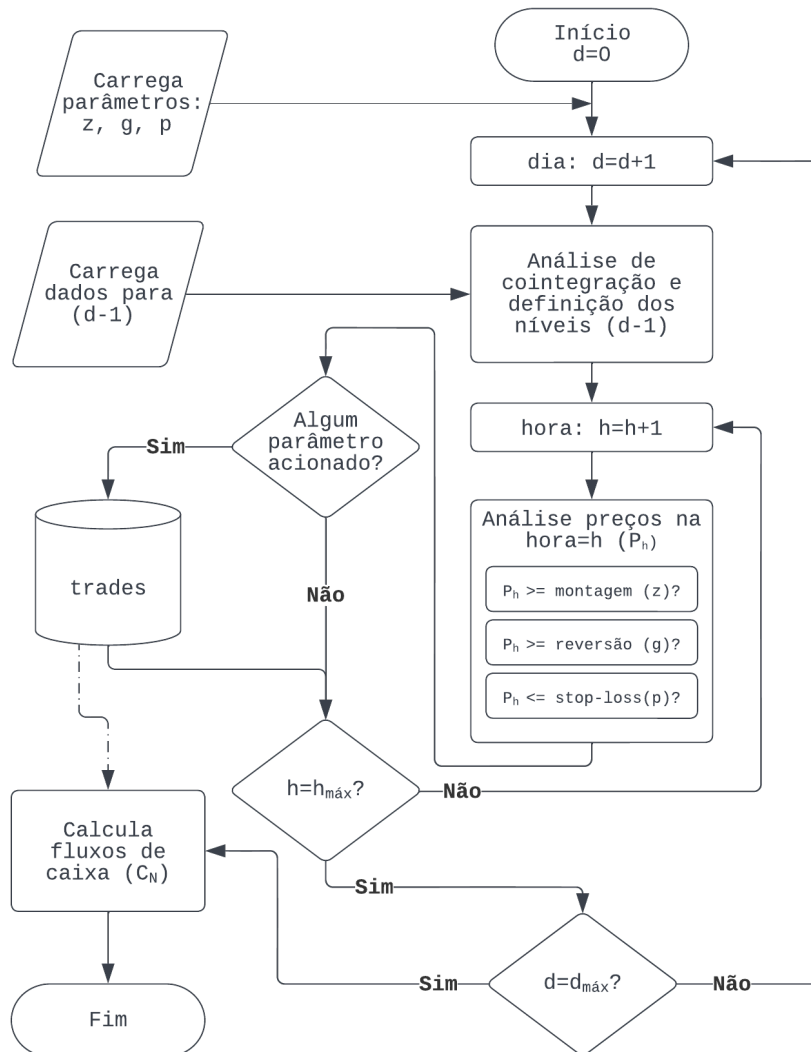 Início
d=0
Carrega
parâmetros:
z, g, p
dia: d=d+1
Carrega
dados para
(d-1)
Análise de
cointegração e
definição dos
níveis (d-1)
Algum
parâmetro
acionado?
hora: h=h+1
Sim
Análise preços na
hora=h (Pₕ)
Pₕ >= montagem (z)?
Pₕ >= reversão (g)?
Pₕ <= stop-loss(p)?
trades
Não
h=hmáx?
Não
Calcula
fluxos de
caixa (CN)
Sim
d=dmáx?
Sim
Não
Fim